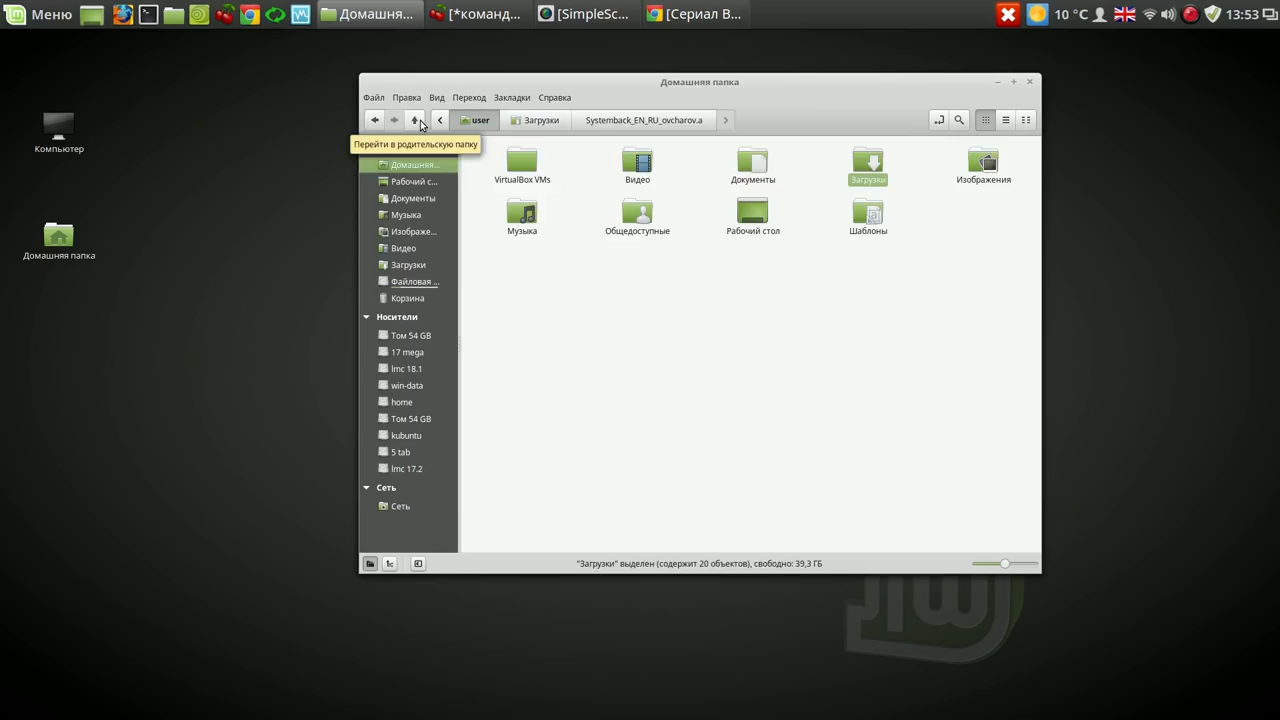 Меню
Домашня...
[*команд...
[SimpleSc...
[Сериал В...
10 °C
13:53
Компьютер
Домашняя папка
Домашняя папка
Файл Правка Вид Переход Закладки Справка
user Загрузки Systemback_EN_RU_ovcharov.a
Перейти в родительскую папку
Домашняя...
Рабочий с...
Документы
Музыка
Изображе...
Видео
Загрузки
Файловая ...
Корзина
Носители
Том 54 GB
17 mega
lmc 18.1
win-data
home
Том 54 GB
kubuntu
5 tab
lmc 17.2
Сеть
Сеть
VirtualBox VMs
Видео
Документы
Загрузки
Изображения
Музыка
Общедоступные
Рабочий стол
Шаблоны
"Загрузки" выделен (содержит 20 объектов), свободно: 39,3 ГБ